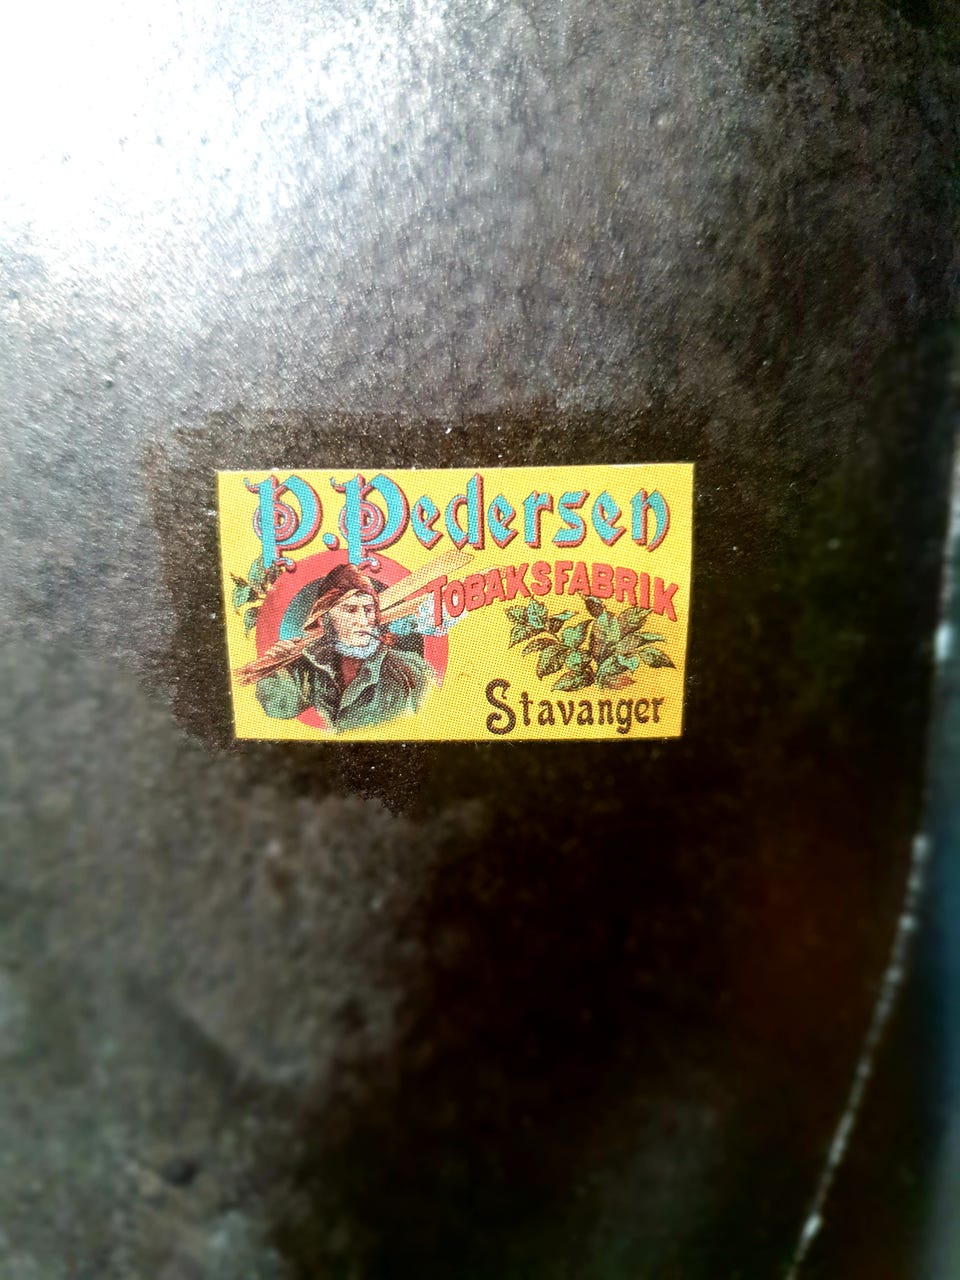 P. Pedersen
TOBAKSFABRIK
Stavanger